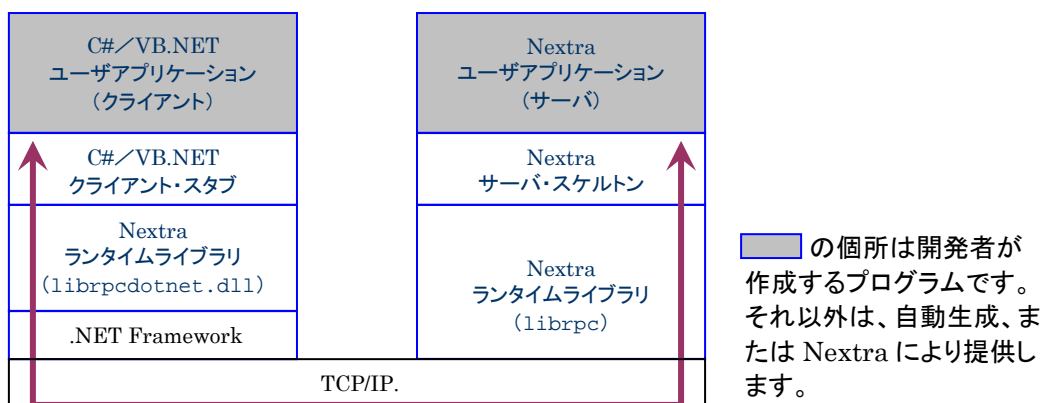 C#／VB.NET
ユーザアプリケーション
（クライアント）
C#／VB.NET
クライアント・スタブ
Nextra
ランタイムライブラリ
(librpcdotnet.dll)
.NET Framework
Nextra
ユーザアプリケーション
（サーバ）
Nextra
サーバ・スケルトン
Nextra
ランタイムライブラリ
(librpc)
TCP/IP.
の個所は開発者が
作成するプログラムです。
それ以外は、自動生成、ま
たは Nextra により提供し
ます。